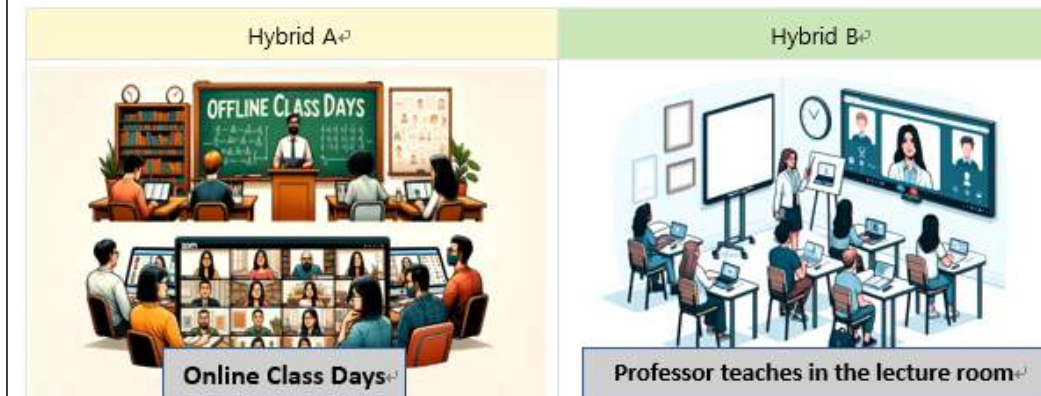 Hybrid A
Hybrid B
OFFLINE CLASS DAYS
Online Class Days
Professor teaches in the lecture room